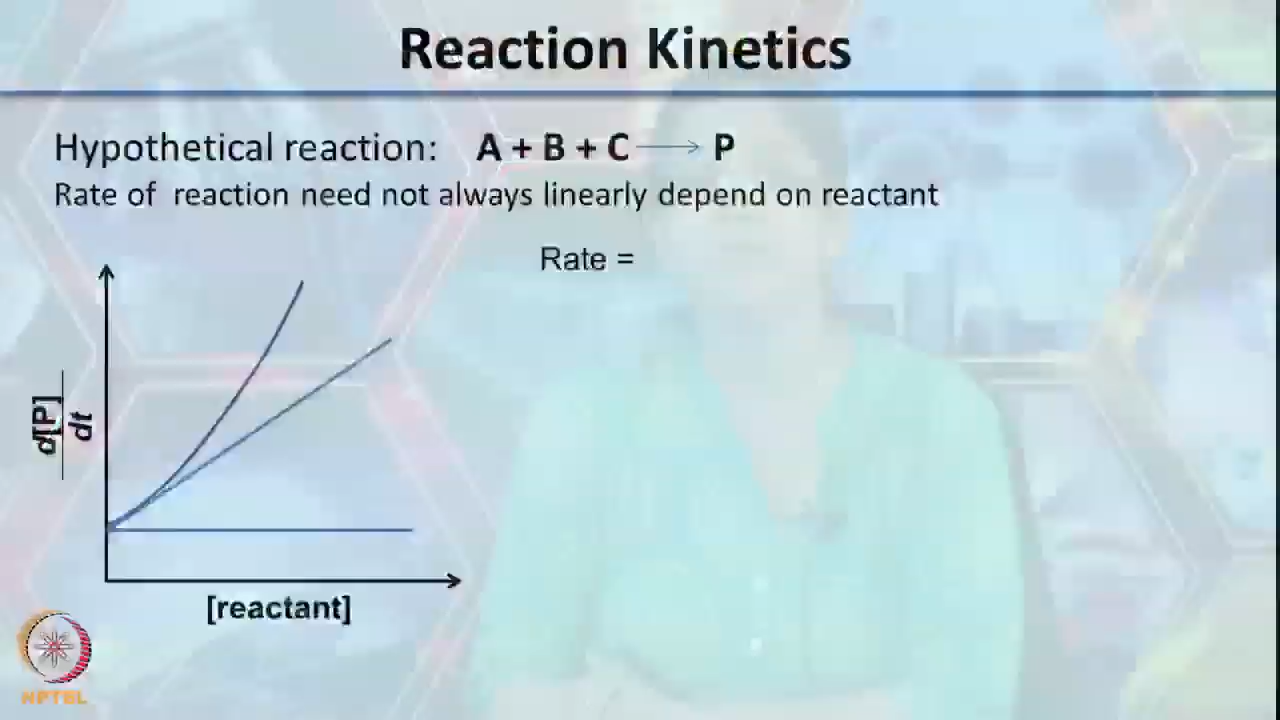 Reaction Kinetics
Hypothetical reaction: A + B + C → P
Rate of reaction need not always linearly depend on reactant
Rate =
d[P]
dt
[reactant]
NPTEL